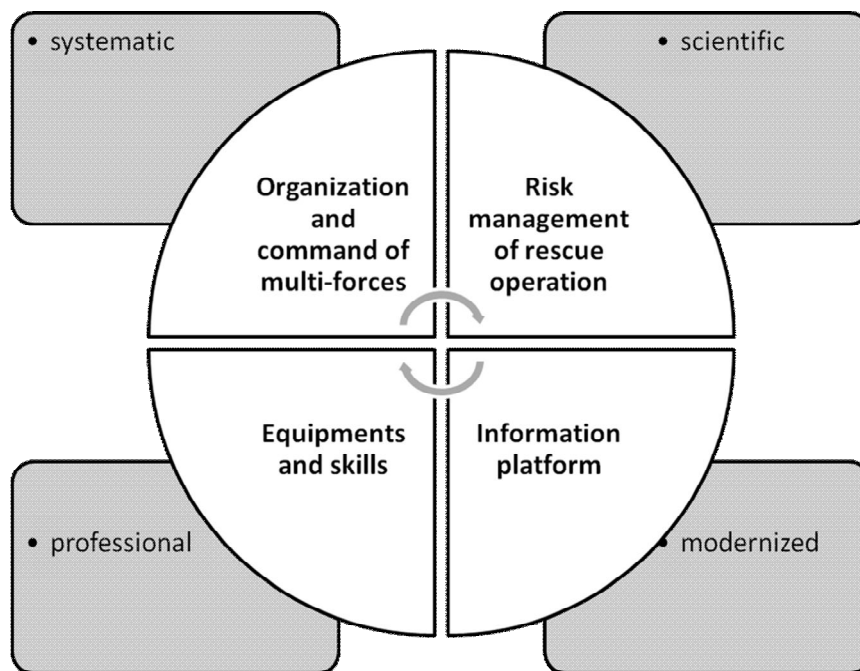 • systematic
• scientific
Organization
and
command of
multi-forces
Risk
management
of rescue
operation
Equipments
and skills
Information
platform
• professional
• modernized